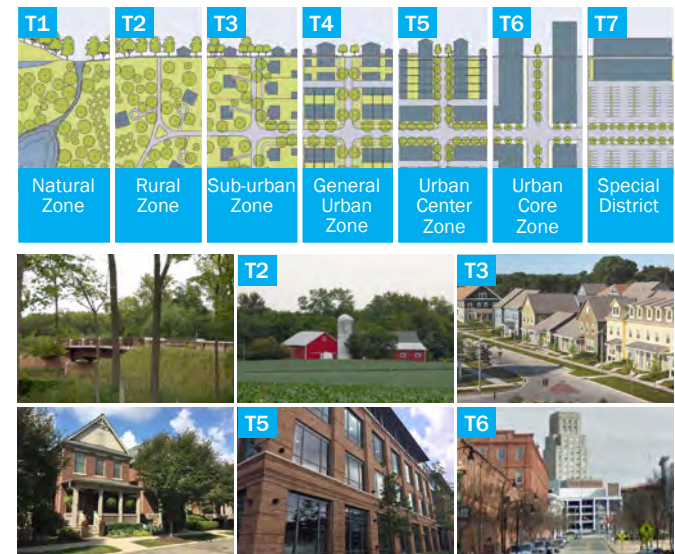 T1 T2 T3 T4 T5 T6 T7
Natural
Zone
Rural
Zone
Sub-urban
Zone
General
Urban
Zone
Urban
Center
Zone
Urban
Core
Zone
Special
District
T2
T3
T5
T6